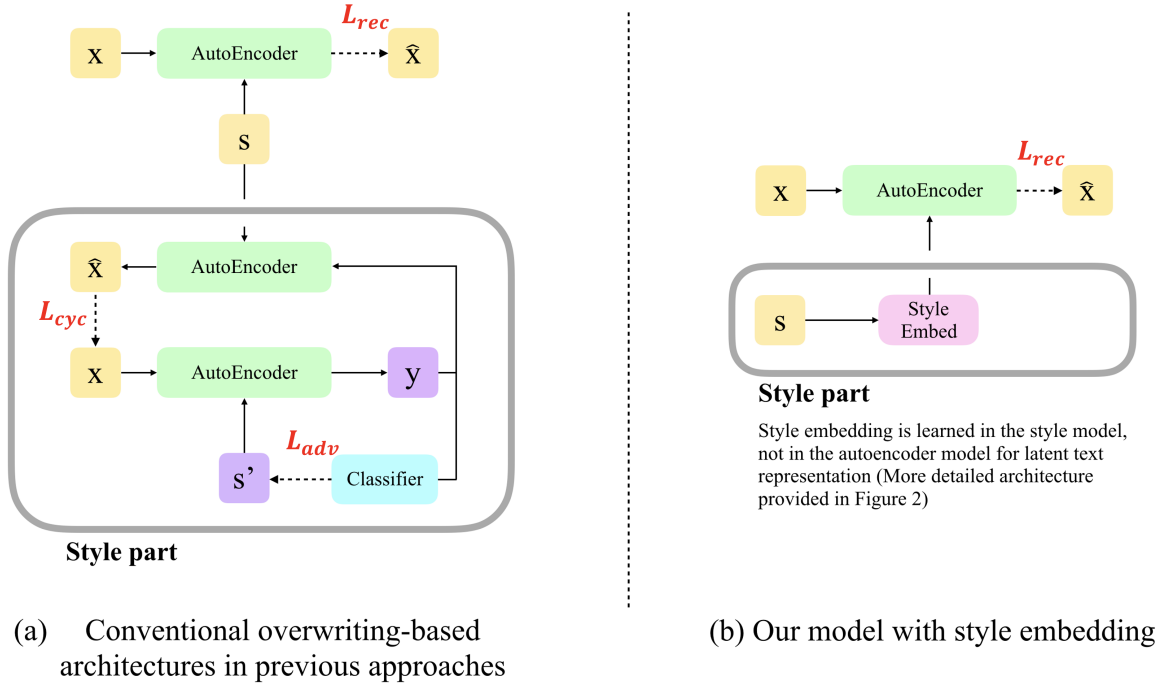 L_rec
x AutoEncoder x̂
s
x̂ AutoEncoder
L_cyc
x AutoEncoder y
L_adv
s’ Classifier
Style part
(a) Conventional overwriting-based
architectures in previous approaches
L_rec
x AutoEncoder x̂
s Style
Embed
Style part
Style embedding is learned in the style model,
not in the autoencoder model for latent text
representation (More detailed architecture
provided in Figure 2)
(b) Our model with style embedding